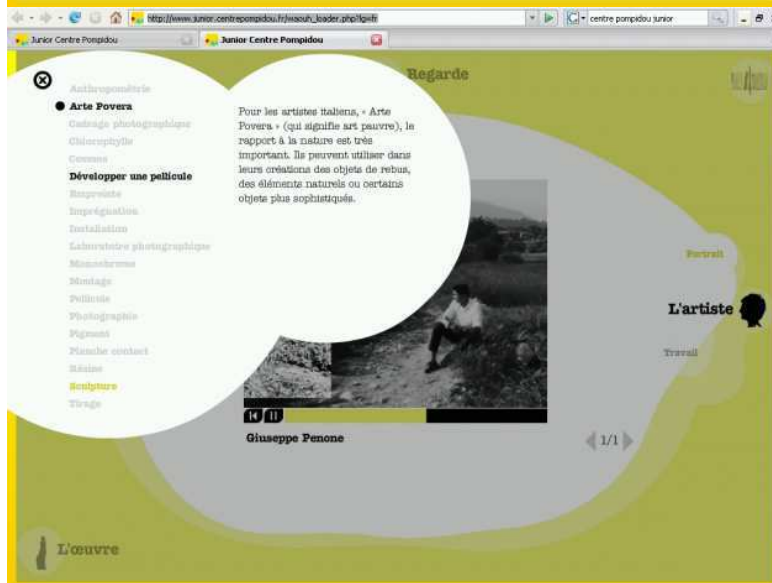 http://www.junior.centrepompidou.fr/waouh_loader.php?lg=fr
centre pompidou junior
Junior Centre Pompidou
Junior Centre Pompidou
Regarde
Anthropométrie
Arte Povera
Cadrage photographique
Chlorophylle
Cosmos
Développer une pellicule
Empreinte
Imprégnation
Installation
Laboratoire photographique
Monochrome
Montage
Pellicule
Photographie
Pigment
Planche contact
Résine
Sculpture
Tirage
Pour les artistes italiens, « Arte
Povera » (qui signifie art pauvre), le
rapport à la nature est très
important. Ils peuvent utiliser dans
leurs créations des objets de rebus,
des éléments naturels ou certains
objets plus sophistiqués.
Portrait
L'artiste
Travail
Giuseppe Penone
1/1
L'œuvre